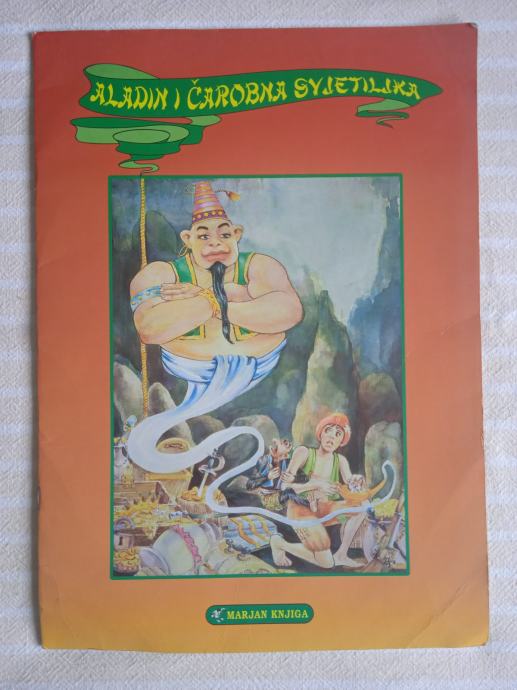 ALADIN I ČAROBNA SVJETILJKA
MARJAN KNJIGA